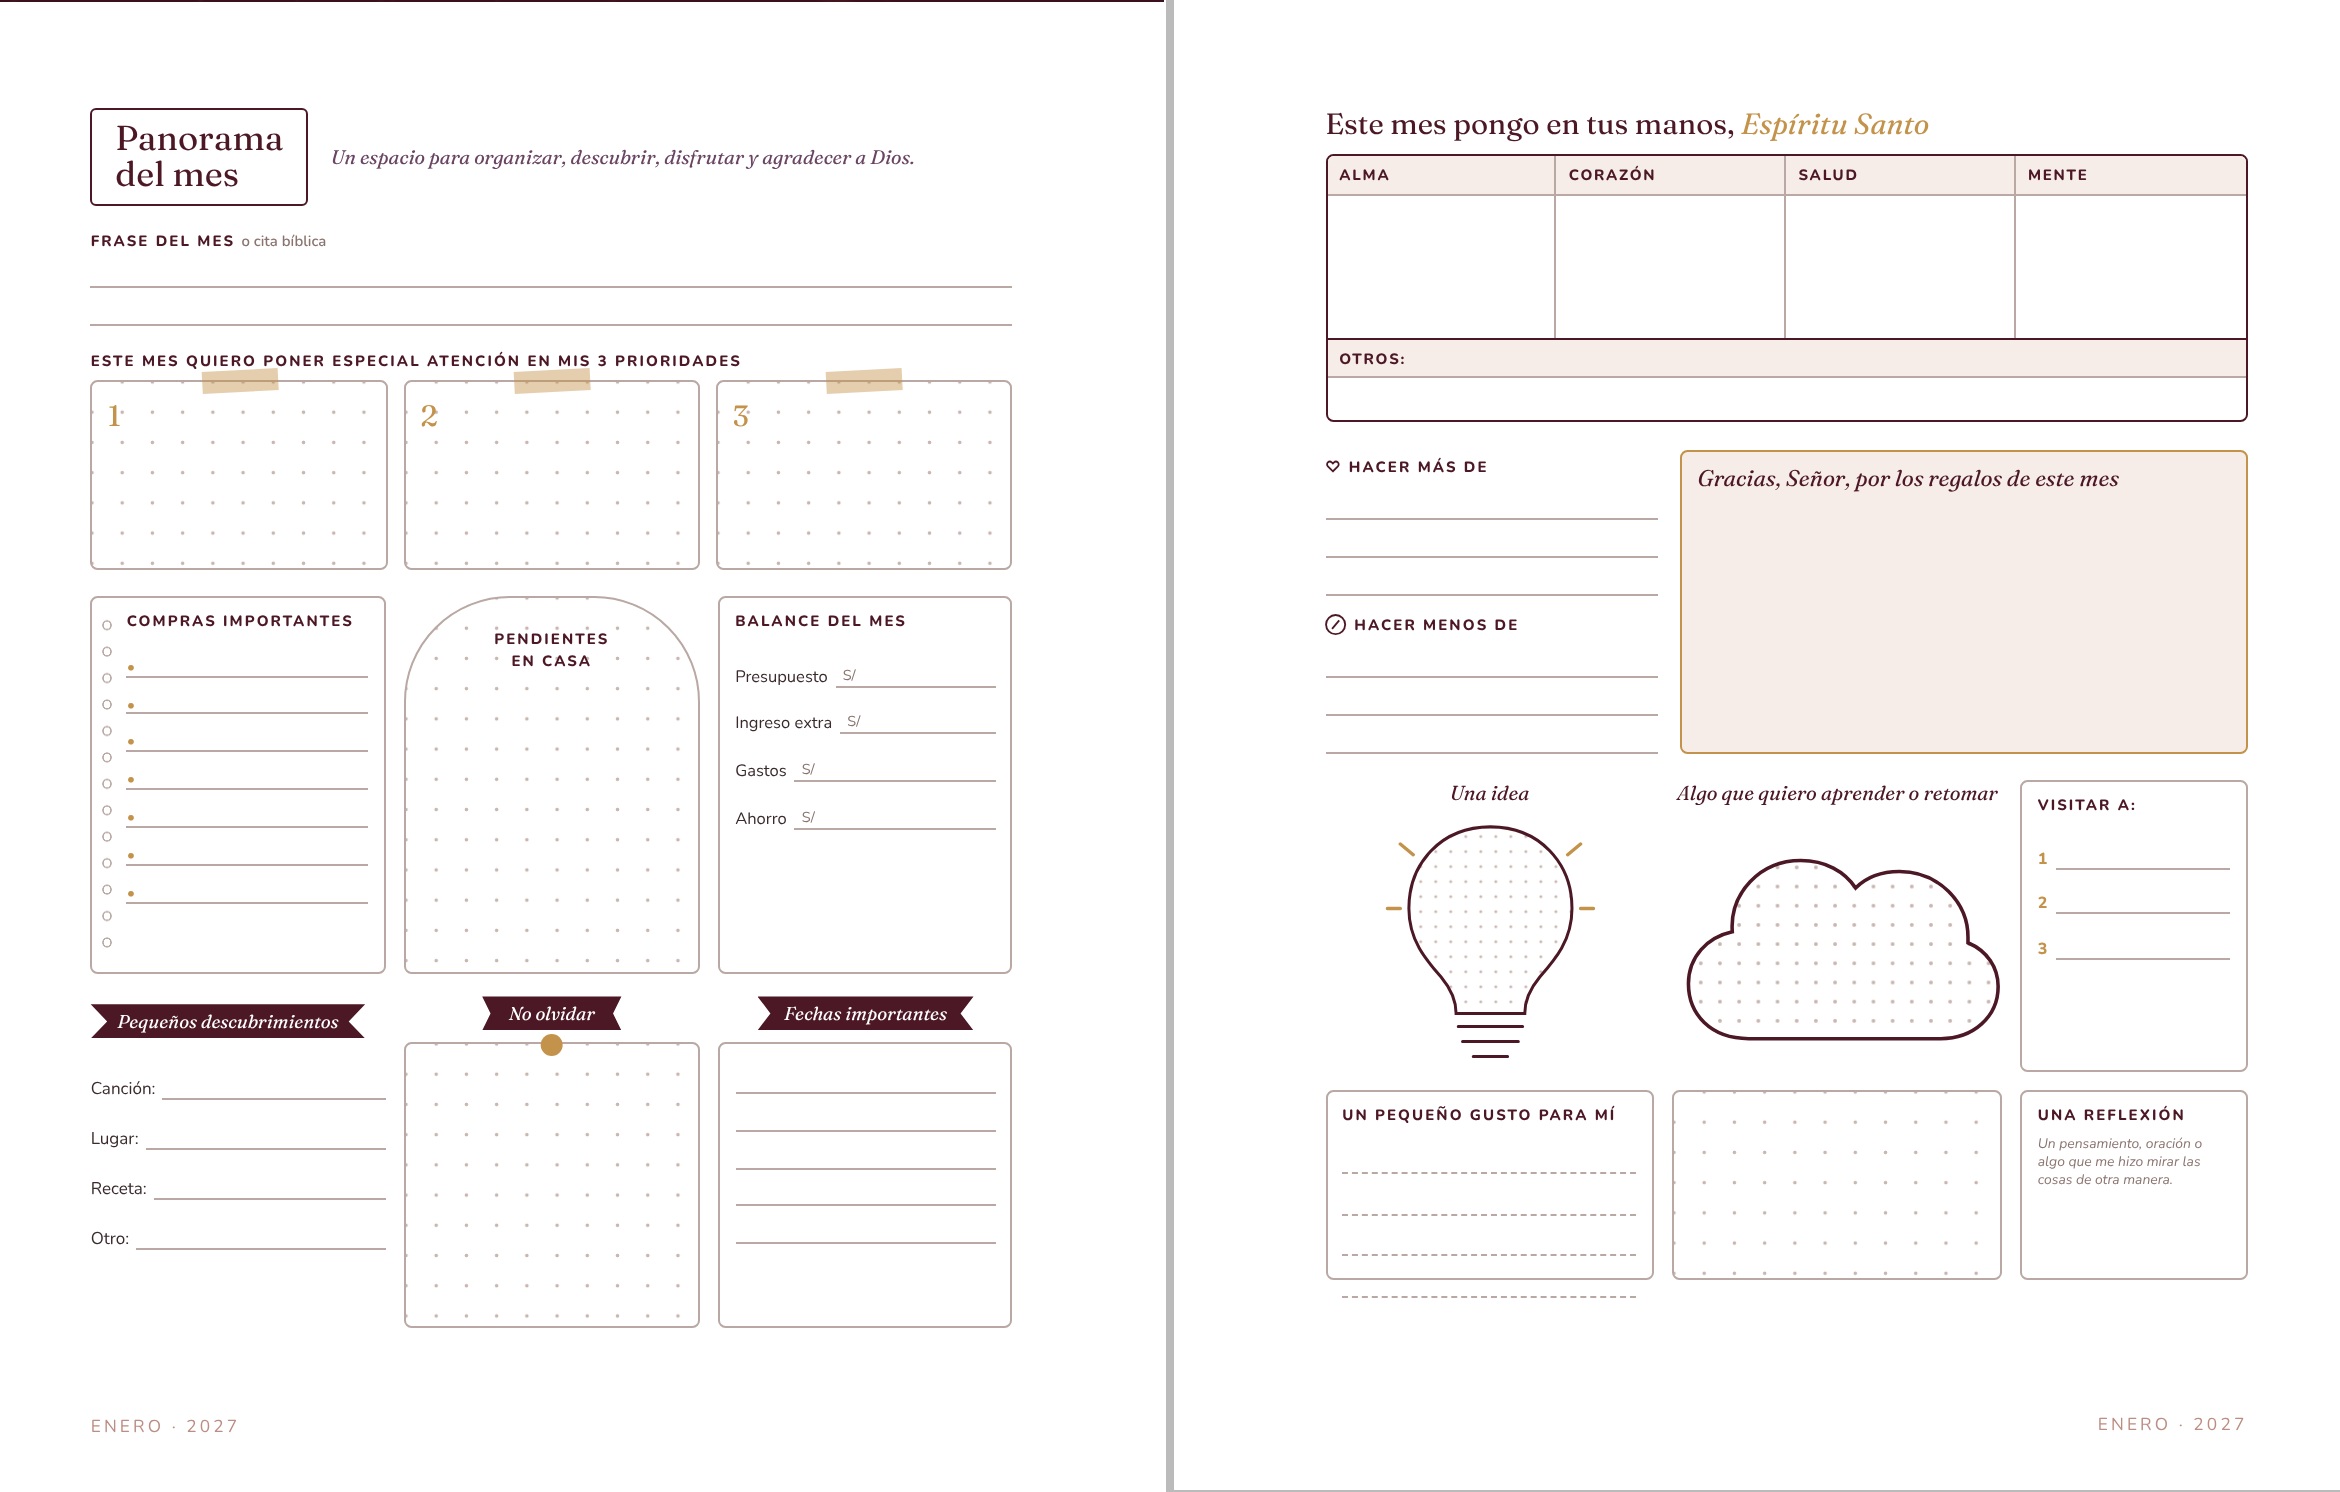 Panorama
del mes
Un espacio para organizar, descubrir, disfrutar y agradecer a Dios.
FRASE DEL MES o cita bíblica
ESTE MES QUIERO PONER ESPECIAL ATENCIÓN EN MIS 3 PRIORIDADES
1
2
3
COMPRAS IMPORTANTES
PENDIENTES
EN CASA
BALANCE DEL MES
Presupuesto S/
Ingreso extra S/
Gastos S/
Ahorro S/
Pequeños descubrimientos
Canción:
Lugar:
Receta:
Otro:
No olvidar
Fechas importantes
ENERO · 2027
Este mes pongo en tus manos, Espíritu Santo
ALMA
CORAZÓN
SALUD
MENTE
OTROS:
HACER MÁS DE
HACER MENOS DE
Gracias, Señor, por los regalos de este mes
Una idea
Algo que quiero aprender o retomar
VISITAR A:
1
2
3
UN PEQUEÑO GUSTO PARA MÍ
UNA REFLEXIÓN
Un pensamiento, oración o
algo que me hizo mirar las
cosas de otra manera.
ENERO · 2027